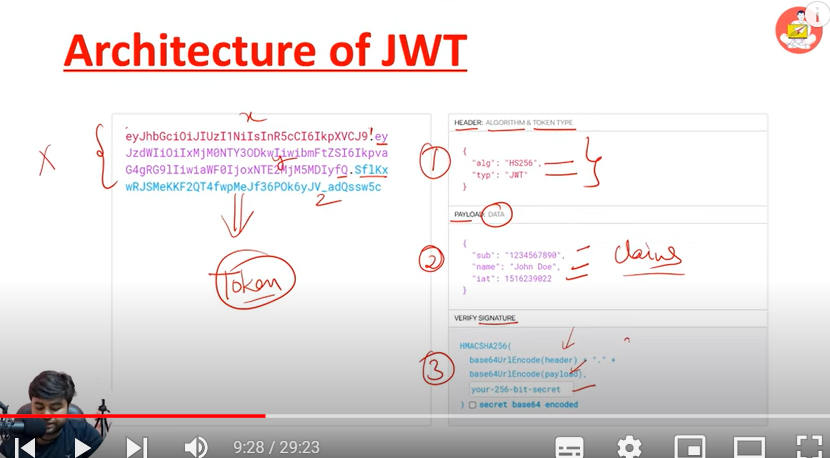 Architecture of JWT
x
eyJhbGciOiJIUzI1NiIsInR5cCI6IkpXVCJ9.ey
JzdWIiOiIxMjM0NTY3ODkwIiwibmFtZSI6Ikpva
G4gRG9lIiwiaWF0IjoxNTE2MjM5MDIyfQ.SflKx
wRJSMeKKF2QT4fwpMeJf36POk6yJV_adQssw5c
X
y
z
Token
HEADER: ALGORITHM & TOKEN TYPE
1
{
"alg": "HS256",
"typ": "JWT"
}
PAYLOAD: DATA
2
{
"sub": "1234567890",
"name": "John Doe",
"iat": 1516239022
}
Claims
VERIFY SIGNATURE
3
HMACSHA256(
base64UrlEncode(header) + "." +
base64UrlEncode(payload),
your-256-bit-secret
) secret base64 encoded
9:28 / 29:23